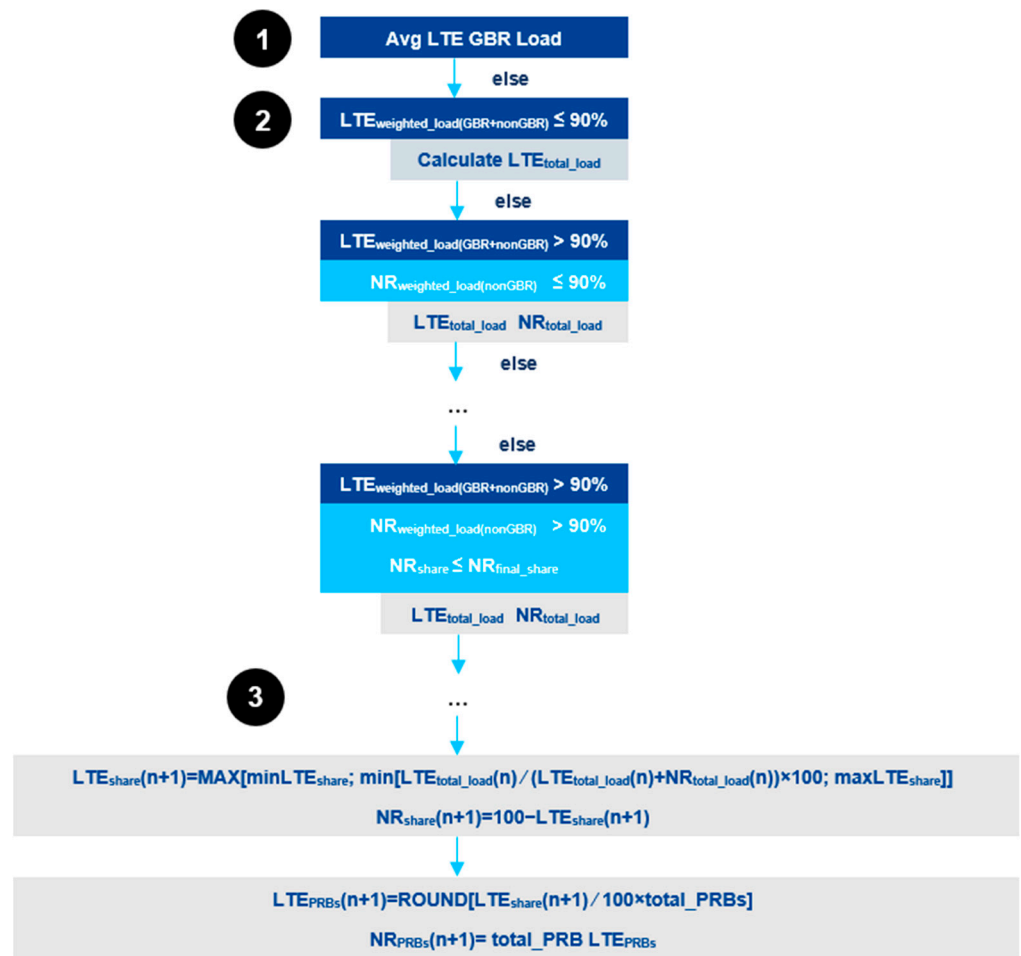 1
Avg LTE GBR Load
else
2
LTEweighted_load(GBR+nonGBR) ≤ 90%
Calculate LTEtotal_load
else
LTEweighted_load(GBR+nonGBR) > 90%
NRweighted_load(nonGBR) ≤ 90%
LTEtotal_load NRtotal_load
else
...
else
LTEweighted_load(GBR+nonGBR) > 90%
NRweighted_load(nonGBR) > 90%
NRshare ≤ NRfinal_share
LTEtotal_load NRtotal_load
3
...
LTEshare(n+1)=MAX[minLTEshare; min[LTEtotal_load(n)/(LTEtotal_load(n)+NRtotal_load(n))×100; maxLTEshare]]
NRshare(n+1)=100−LTEshare(n+1)
LTEPRBs(n+1)=ROUND[LTEshare(n+1)/100×total_PRBs]
NRPRBs(n+1)= total_PRB LTEPRBs